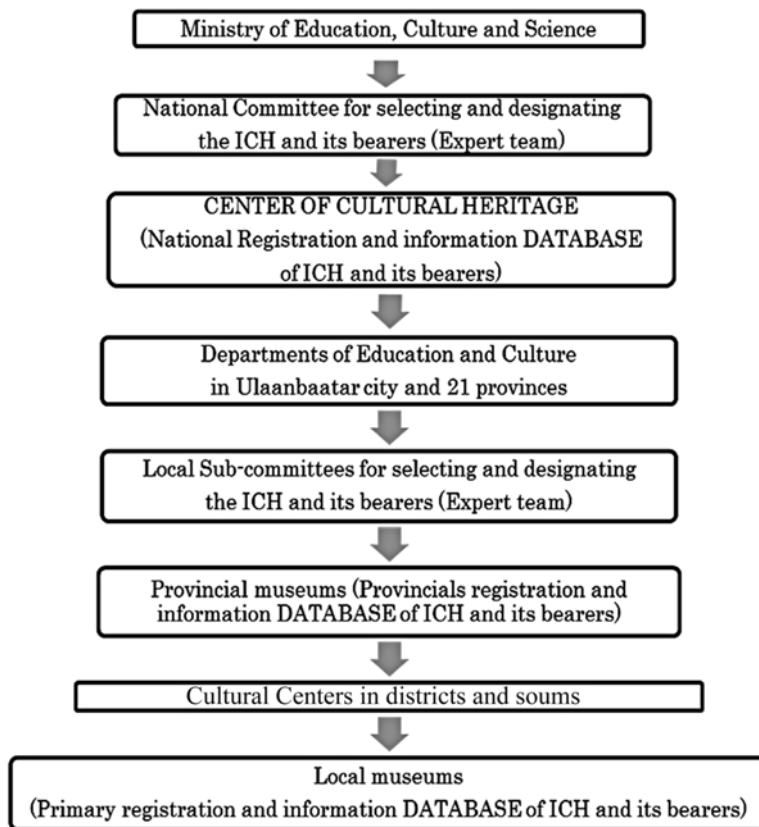 Ministry of Education, Culture and Science
National Committee for selecting and designating
the ICH and its bearers (Expert team)
CENTER OF CULTURAL HERITAGE
(National Registration and information DATABASE
of ICH and its bearers)
Departments of Education and Culture
in Ulaanbaatar city and 21 provinces
Local Sub-committees for selecting and designating
the ICH and its bearers (Expert team)
Provincial museums (Provincials registration and
information DATABASE of ICH and its bearers)
Cultural Centers in districts and soums
Local museums
(Primary registration and information DATABASE of ICH and its bearers)